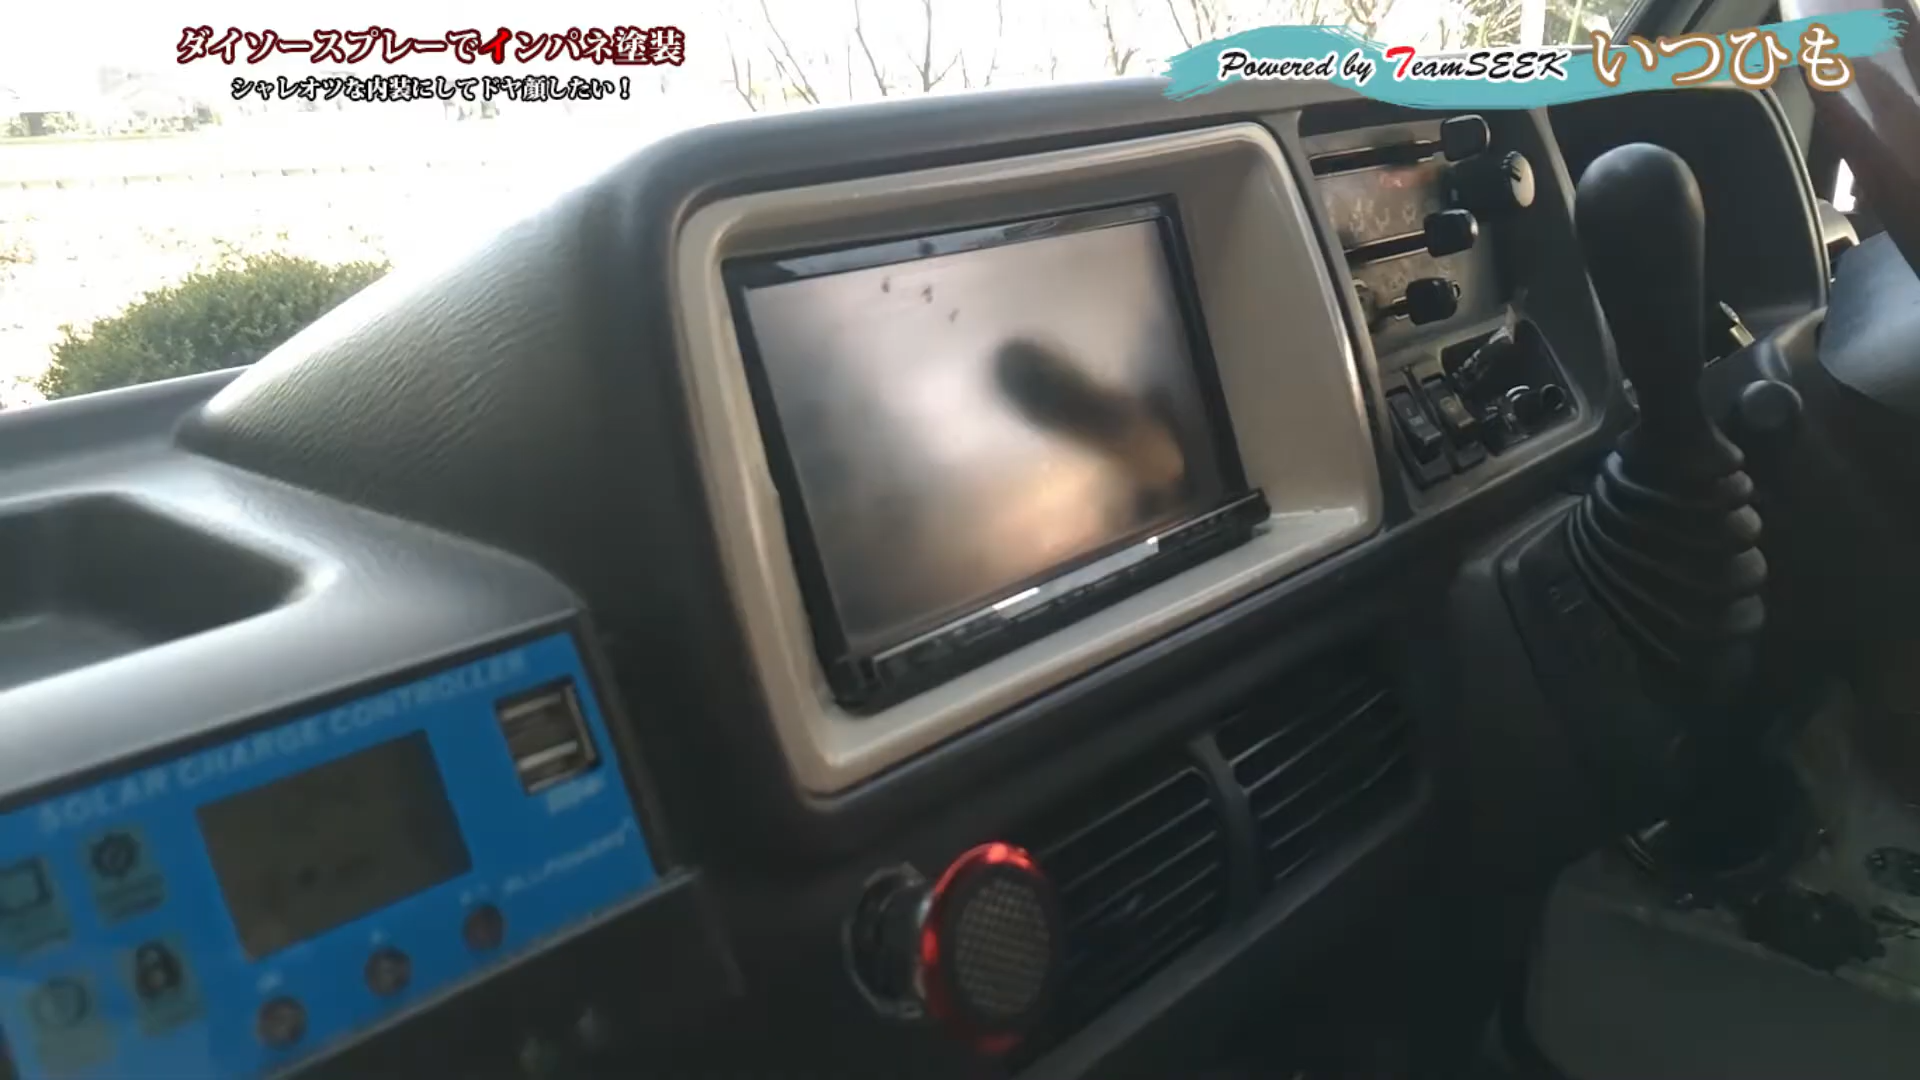 ダイソースプレーでインパネ塗装
シャレオツな内装にしてドヤ顔したい！
Powered by TeamSEEK いつひも
SOLAR CHARGE CONTROLLER